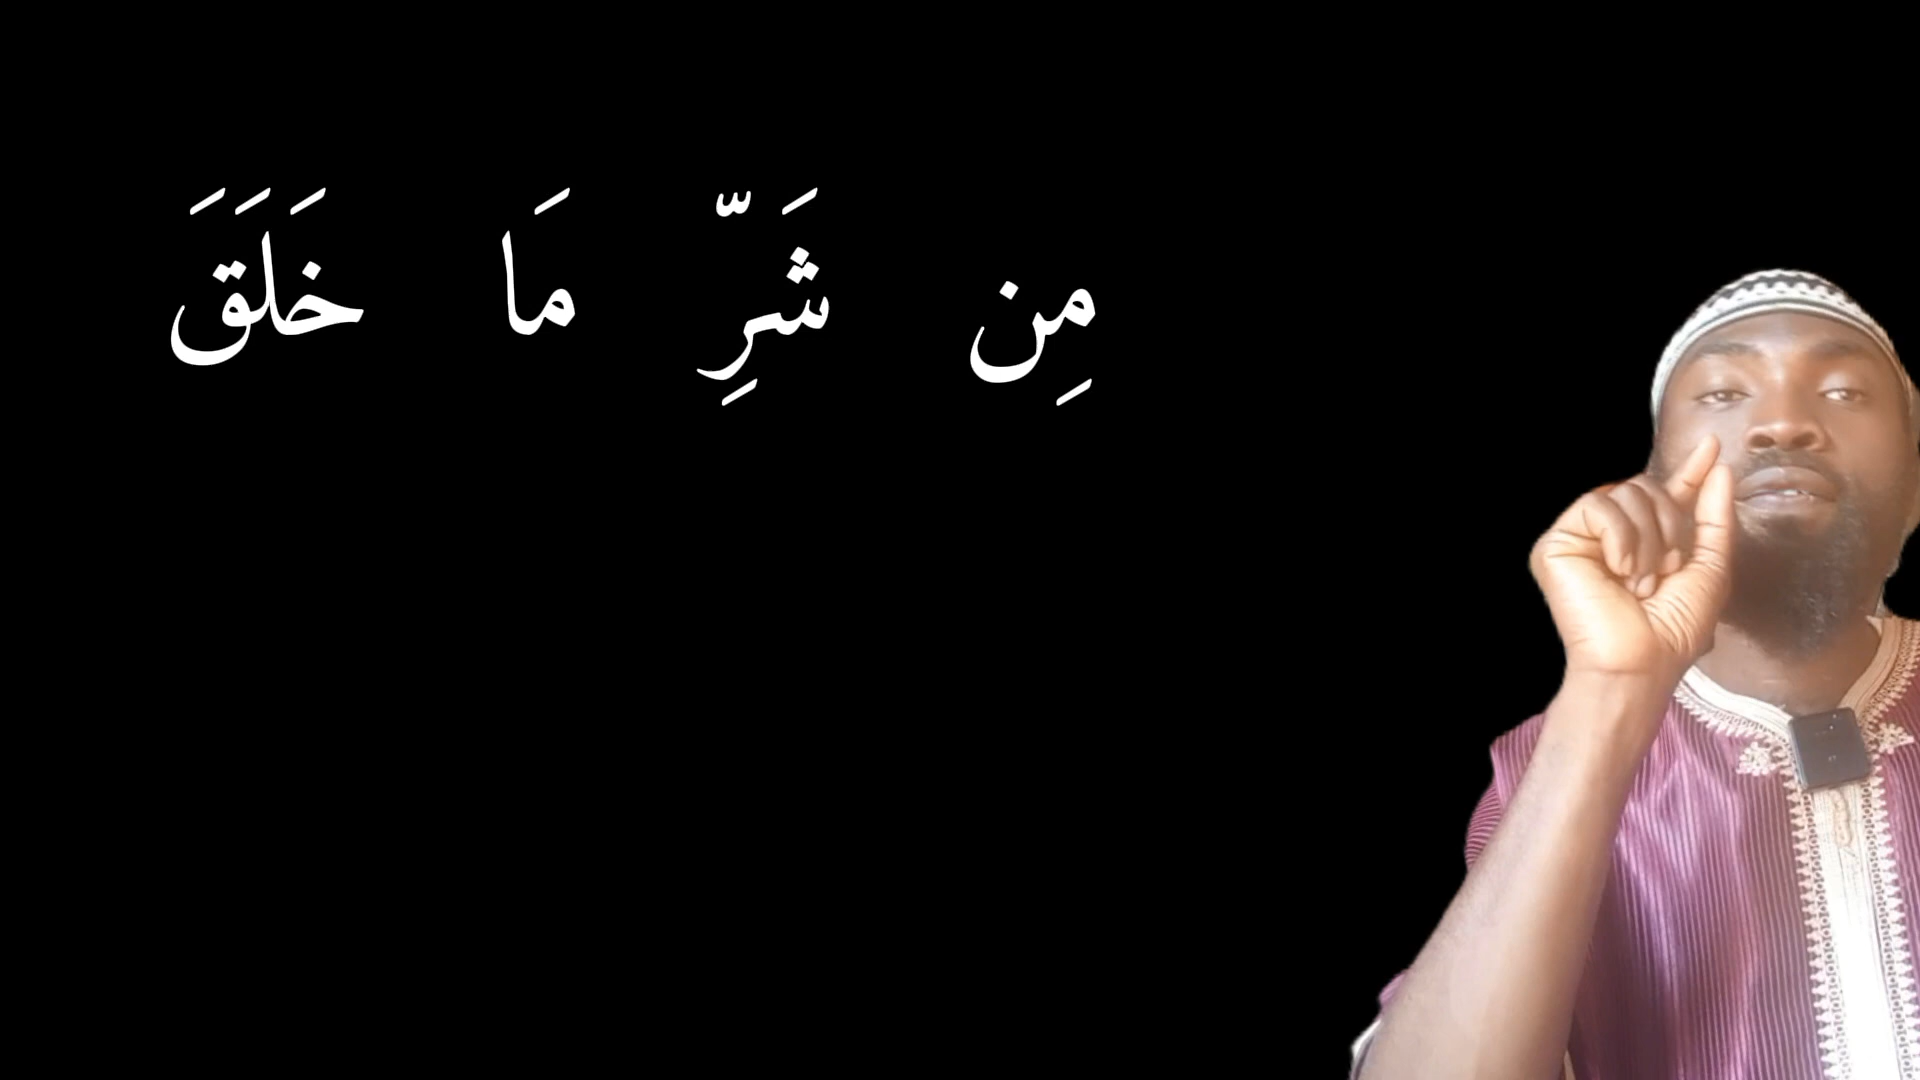 مِن شَرِّ مَا خَلَقَ